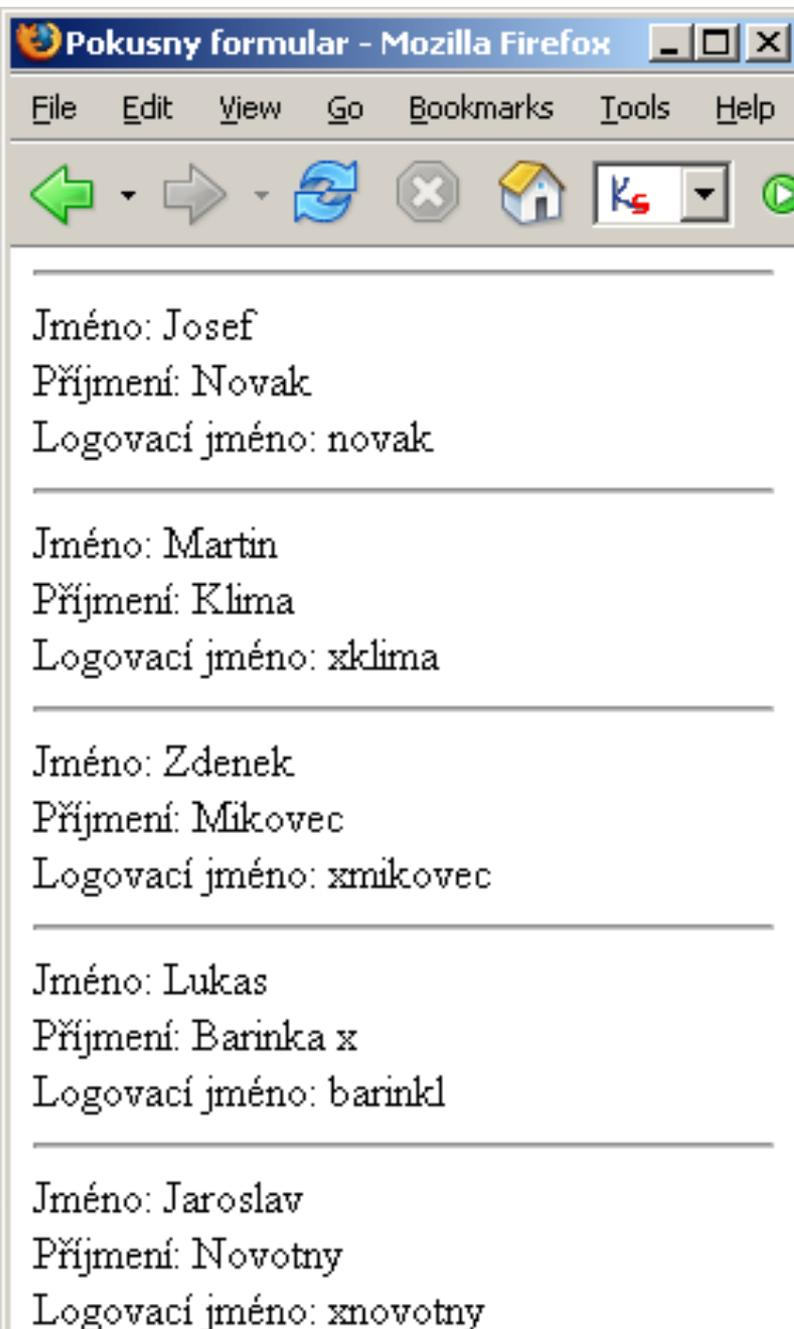 Pokusny formular - Mozilla Firefox
File Edit View Go Bookmarks Tools Help
Ks
Jméno: Josef
Příjmení: Novak
Logovací jméno: novak
Jméno: Martin
Příjmení: Klima
Logovací jméno: xklima
Jméno: Zdenek
Příjmení: Mikovec
Logovací jméno: xmikovec
Jméno: Lukas
Příjmení: Barinka x
Logovací jméno: barinkl
Jméno: Jaroslav
Příjmení: Novotny
Logovací jméno: xnovotny